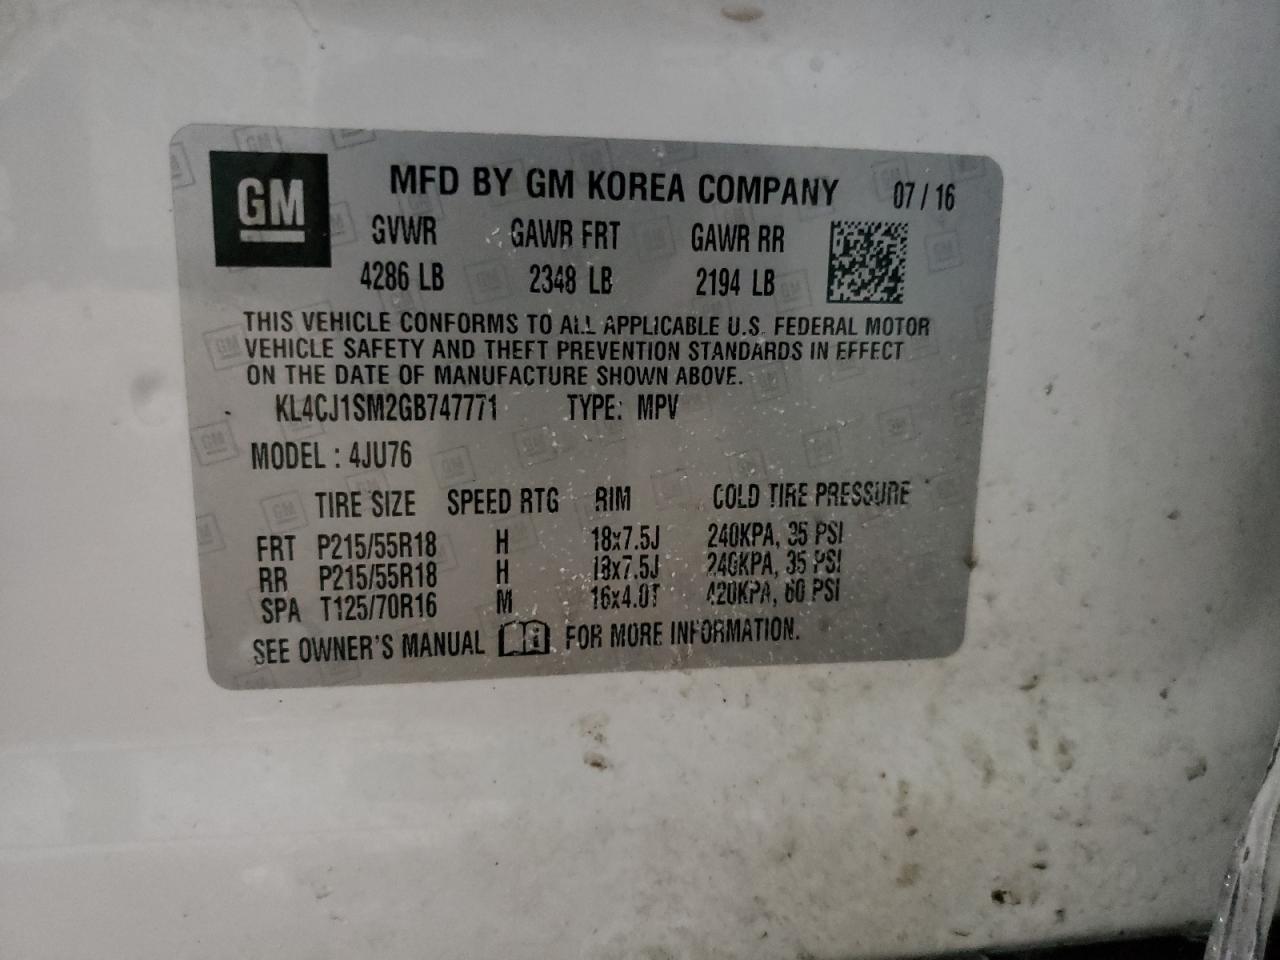 GM
MFD BY GM KOREA COMPANY 07 / 16
GVWR GAWR FRT GAWR RR
4286 LB 2348 LB 2194 LB
THIS VEHICLE CONFORMS TO ALL APPLICABLE U.S. FEDERAL MOTOR
VEHICLE SAFETY AND THEFT PREVENTION STANDARDS IN EFFECT
ON THE DATE OF MANUFACTURE SHOWN ABOVE.
KL4CJ1SM2GB747771 TYPE: MPV
MODEL : 4JU76
TIRE SIZE SPEED RTG RIM COLD TIRE PRESSURE
FRT P215/55R18 H 18x7.5J 240KPA, 35 PSI
RR P215/55R18 H 18x7.5J 240KPA, 35 PSI
SPA T125/70R16 M 16x4.0T 420KPA, 60 PSI
SEE OWNER'S MANUAL FOR MORE INFORMATION.